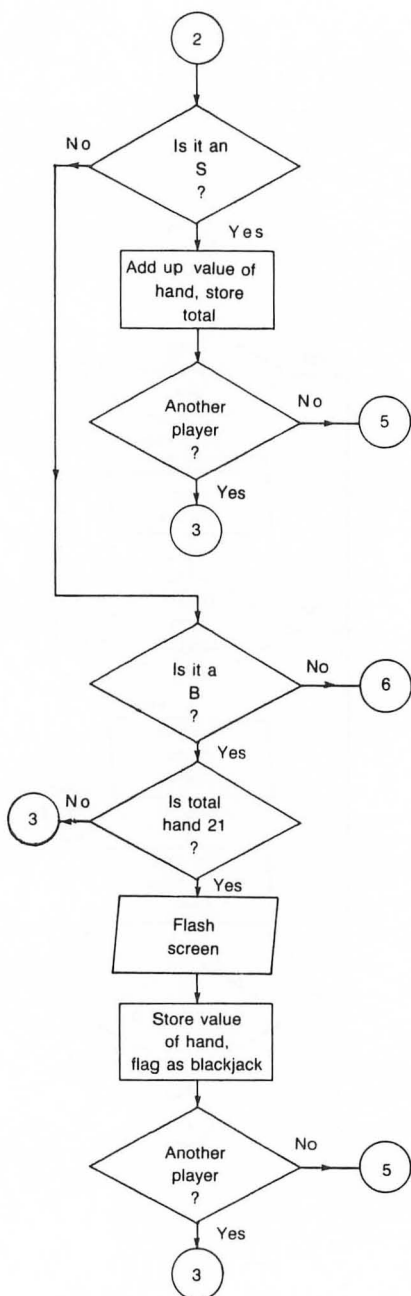 2
No
Is it an
S
?
Yes
Add up value of
hand, store
total
Another
player
?
No
5
Yes
3
Is it a
B
?
No
6
Yes
3
No
Is total
hand 21
?
Yes
Flash
screen
Store value
of hand,
flag as blackjack
Another
player
?
No
5
Yes
3